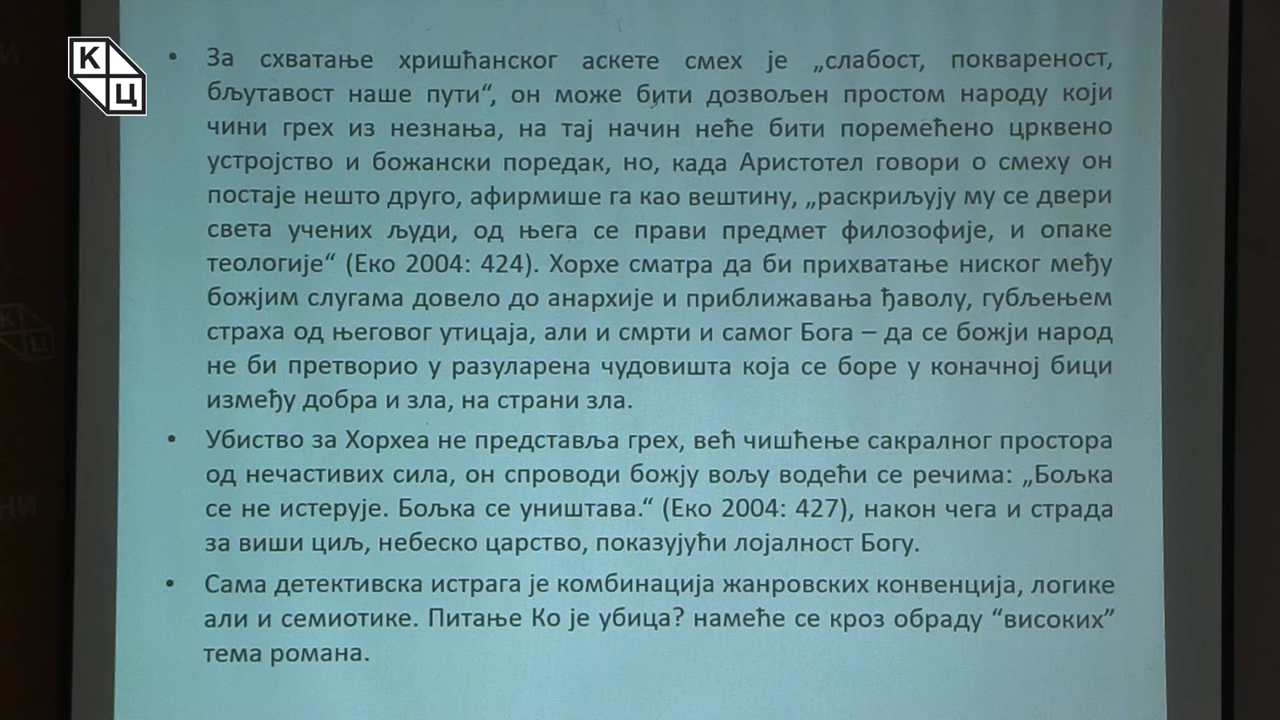 К
Ц
• За схватање хришћанског аскете смех је „слабост, поквареност,
бљутавост наше пути“, он може бити дозвољен простом народу који
чини грех из незнања, на тај начин неће бити поремећено црквено
устројство и божански поредак, но, када Аристотел говори о смеху он
постаје нешто друго, афирмише га као вештину, „раскриљују му се двери
света учених људи, од њега се прави предмет филозофије, и опаке
теологије“ (Еко 2004: 424). Хорхе сматра да би прихватање ниског међу
божјим слугама довело до анархије и приближавања ђаволу, губљењем
страха од његовог утицаја, али и смрти и самог Бога – да се божји народ
не би претворио у разуларена чудовишта која се боре у коначној бици
између добра и зла, на страни зла.
• Убиство за Хорхеа не представља грех, већ чишћење сакралног простора
од нечастивих сила, он спроводи божју вољу водећи се речима: „Бољка
се не истерује. Бољка се уништава.“ (Еко 2004: 427), након чега и страда
за виши циљ, небеско царство, показујући лојалност Богу.
• Сама детективска истрага је комбинација жанровских конвенција, логике
али и семиотике. Питање Ко је убица? намеће се кроз обраду “високих”
тема романа.